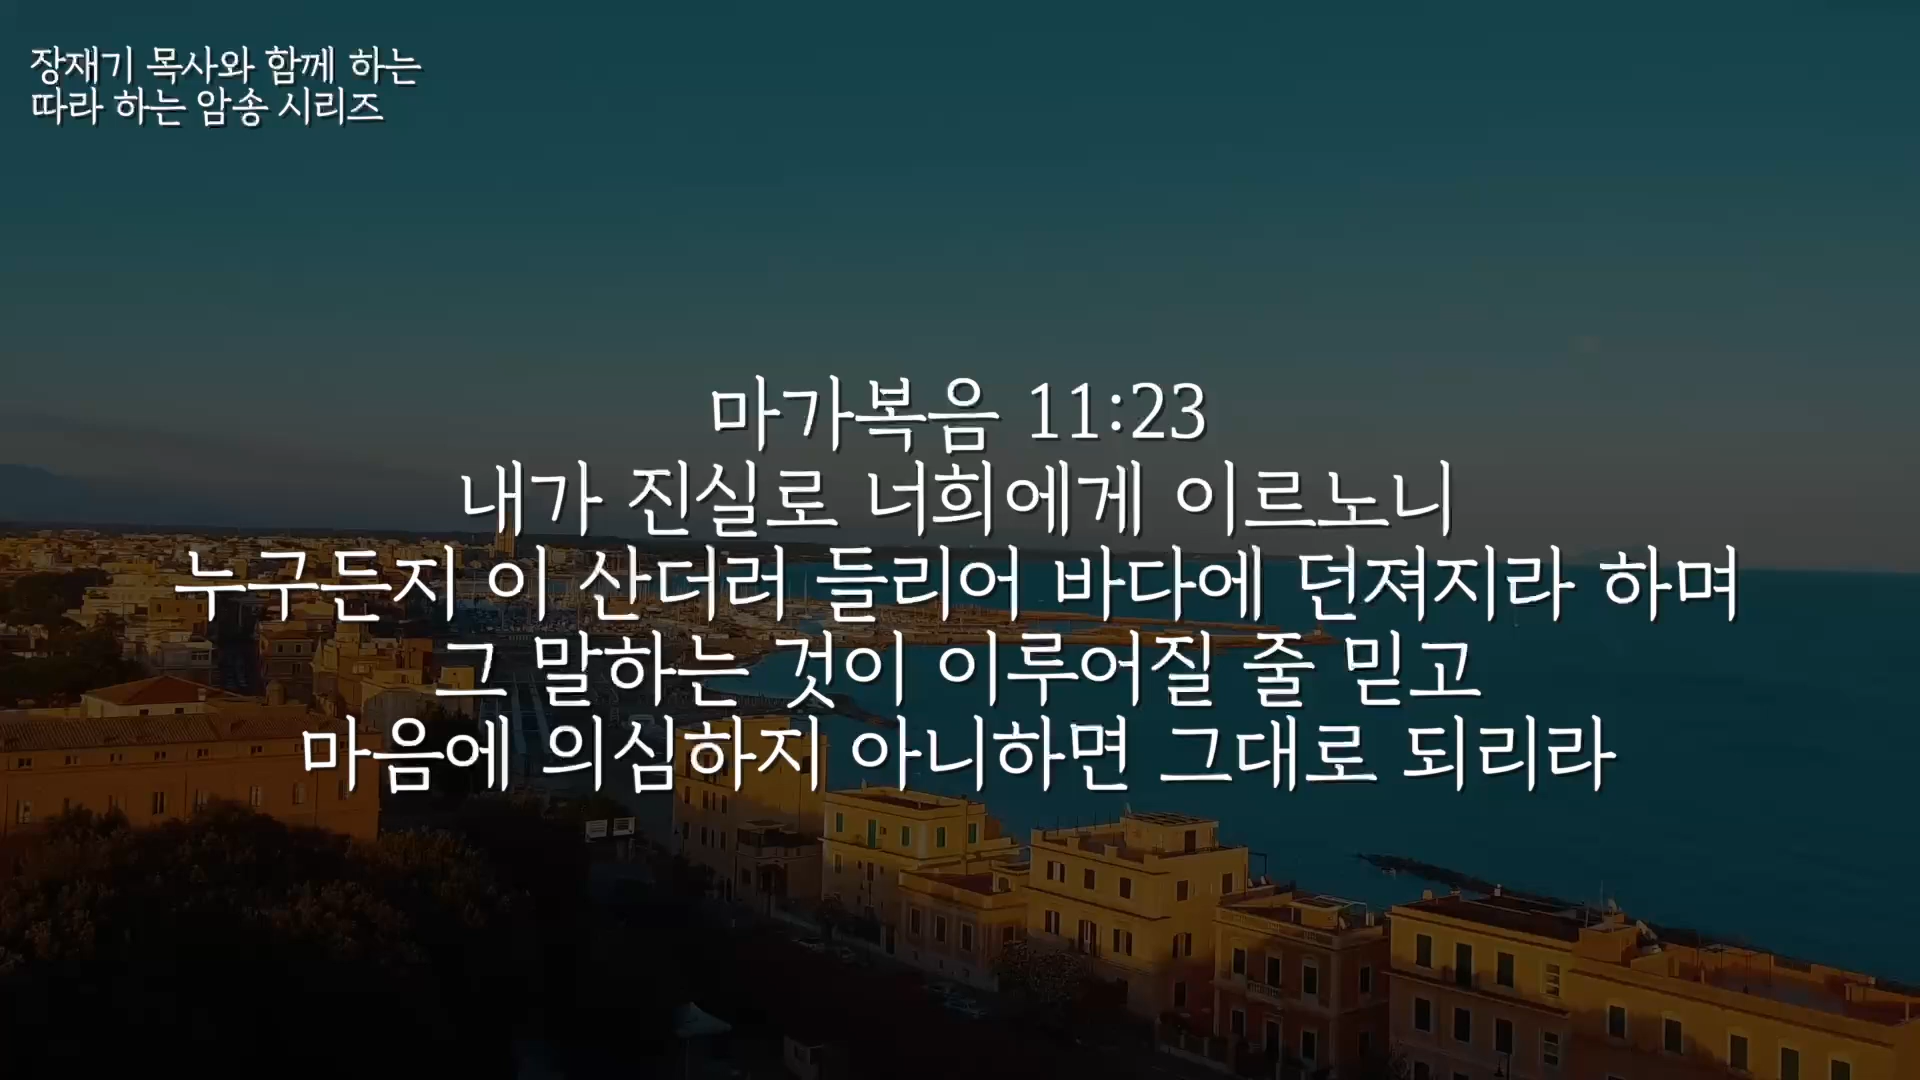 장재기 목사와 함께 하는
따라 하는 암송 시리즈
마가복음 11:23
내가 진실로 너희에게 이르노니
누구든지 이 산더러 들리어 바다에 던져지라 하며
그 말하는 것이 이루어질 줄 믿고
마음에 의심하지 아니하면 그대로 되리라